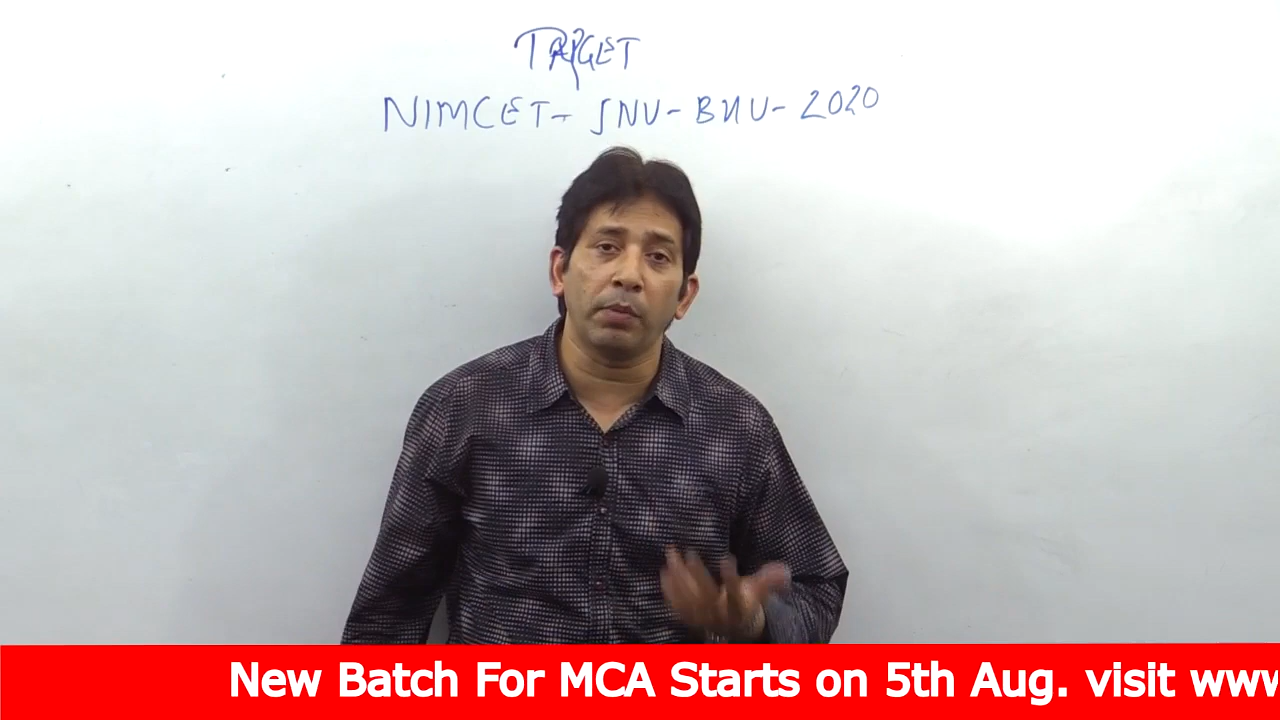 TARGET
NIMCET - JNU - BHU - 2020
New Batch For MCA Starts on 5th Aug. visit www